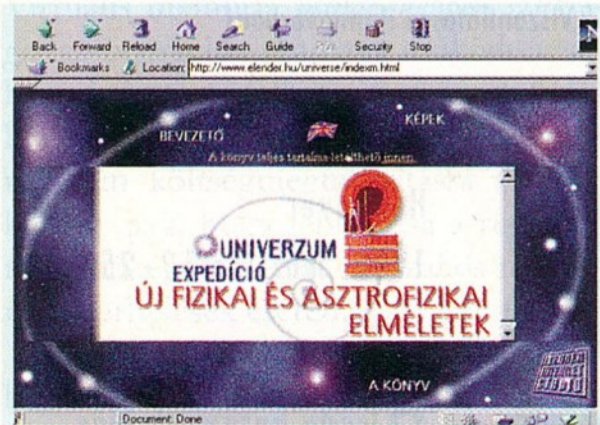 Back Forward Reload Home Search Guide Print Security Stop
Bookmarks Location: http://www.elender.hu/universe/indexm.html
BEVEZETŐ
KÉPEK
A könyv teljes tartalma letölthető innen.
UNIVERZUM
EXPEDÍCIÓ
ÚJ FIZIKAI ÉS ASZTROFIZIKAI
ELMÉLETEK
A KÖNYV
Document: Done